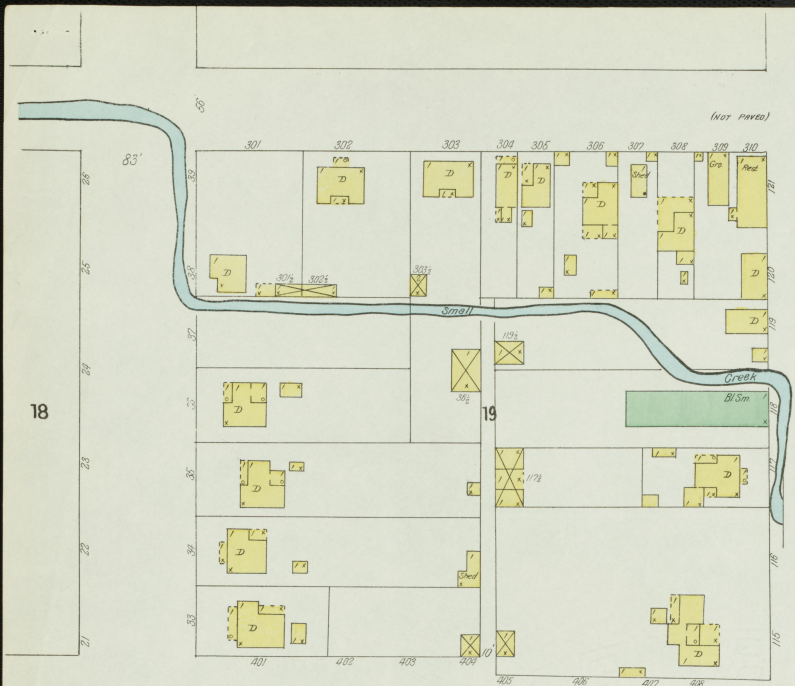 56'
(NOT PAVED)
301 302 303 304 305 306 307 308 309 310
83'
26 39 D D D D D Shed D Gro. Rest. 121
25 38 D 301½ 302½ 303½ D 120
Small
37 119½ D 119
24 36½ Creek
18 D 19 Bl Sm 118
23 35 D 117½ D 117
22 34 D Shed 116
21 33 D D 115
10'
401 402 403 404 405 406 407 408